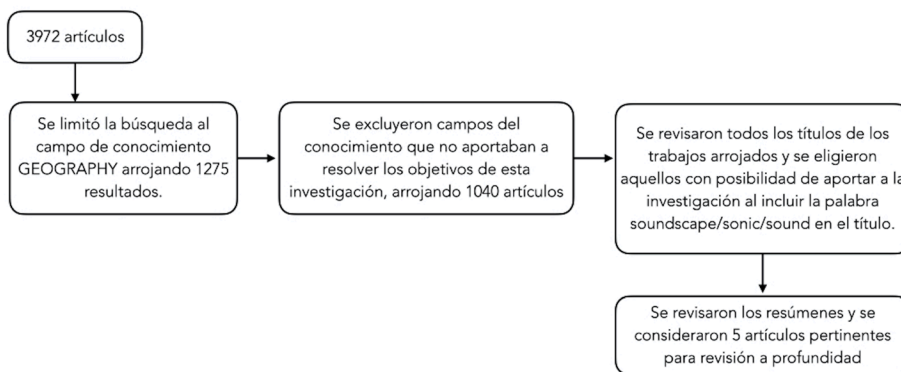 3972 artículos
Se limitó la búsqueda al
campo de conocimiento
GEOGRAPHY arrojando 1275
resultados.
Se excluyeron campos del
conocimiento que no aportaban a
resolver los objetivos de esta
investigación, arrojando 1040 artículos
Se revisaron todos los títulos de los
trabajos arrojados y se eligieron
aquellos con posibilidad de aportar a la
investigación al incluir la palabra
soundscape/sonic/sound en el título.
Se revisaron los resúmenes y se
consideraron 5 artículos pertinentes
para revisión a profundidad